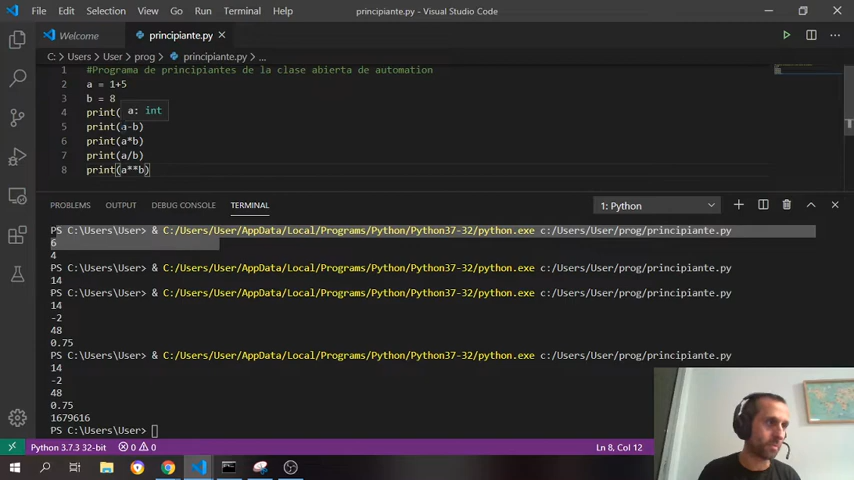 File Edit Selection View Go Run Terminal Help principiante.py - Visual Studio Code
Welcome principiante.py
C: > Users > User > prog > principiante.py > ...
1 #Programa de principiantes de la clase abierta de automation
2 a = 1+5
3 b = 8
4 print(
a: int
5 print(a-b)
6 print(a*b)
7 print(a/b)
8 print(a**b)
PROBLEMS OUTPUT DEBUG CONSOLE TERMINAL 1: Python
PS C:\Users\User> & C:/Users/User/AppData/Local/Programs/Python/Python37-32/python.exe c:/Users/User/prog/principiante.py
6
4
PS C:\Users\User> & C:/Users/User/AppData/Local/Programs/Python/Python37-32/python.exe c:/Users/User/prog/principiante.py
14
PS C:\Users\User> & C:/Users/User/AppData/Local/Programs/Python/Python37-32/python.exe c:/Users/User/prog/principiante.py
14
-2
48
0.75
PS C:\Users\User> & C:/Users/User/AppData/Local/Programs/Python/Python37-32/python.exe c:/Users/User/prog/principiante.py
14
-2
48
0.75
1679616
PS C:\Users\User>
Python 3.7.3 32-bit 0 0 Ln 8, Col 12